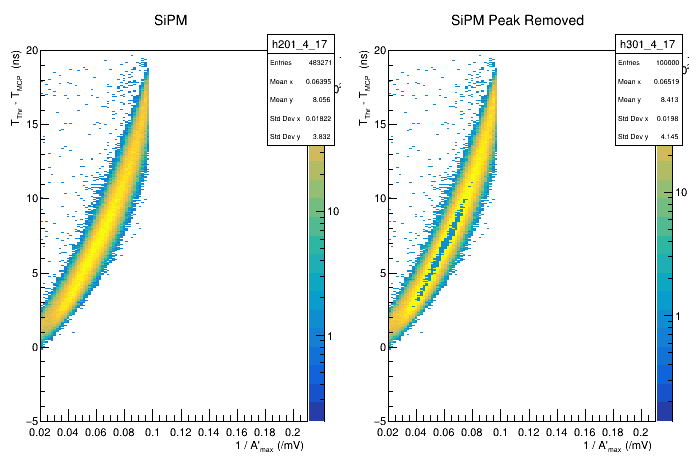 SiPM
h201_4_17
Entries 483271
Mean x 0.06395
Mean y 8.056
Std Dev x 0.01822
Std Dev y 3.832
T_Thr - T_MCP (ns)
20
15
10
5
0
−5
0.02 0.04 0.06 0.08 0.1 0.12 0.14 0.16 0.18 0.2
1 / A'_max (/mV)
10
1
SiPM Peak Removed
h301_4_17
Entries 100000
Mean x 0.06519
Mean y 8.413
Std Dev x 0.0198
Std Dev y 4.145
T_Thr - T_MCP (ns)
20
15
10
5
0
−5
0.02 0.04 0.06 0.08 0.1 0.12 0.14 0.16 0.18 0.2
1 / A'_max (/mV)
10
1